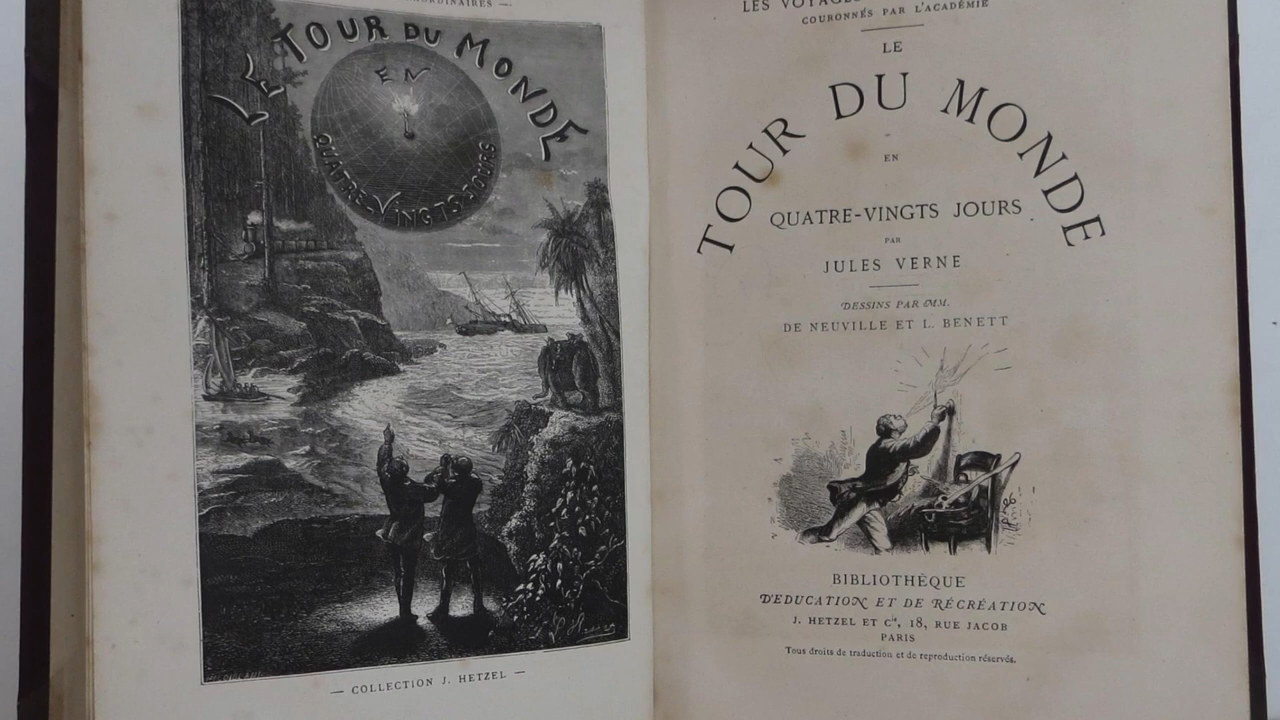 LE TOUR DU MONDE
EN
QUATRE-VINGTS-JOURS
— COLLECTION J. HETZEL —
LES VOYAGES
COURONNÉS PAR L'ACADÉMIE
LE
TOUR DU MONDE
EN
QUATRE-VINGTS JOURS
PAR
JULES VERNE
DESSINS PAR MM.
DE NEUVILLE ET L. BENETT
BIBLIOTHÈQUE
D'EDUCATION ET DE RÉCRÉATION
J. HETZEL ET Cie, 18, RUE JACOB
PARIS
Tous droits de traduction et de reproduction réservés.